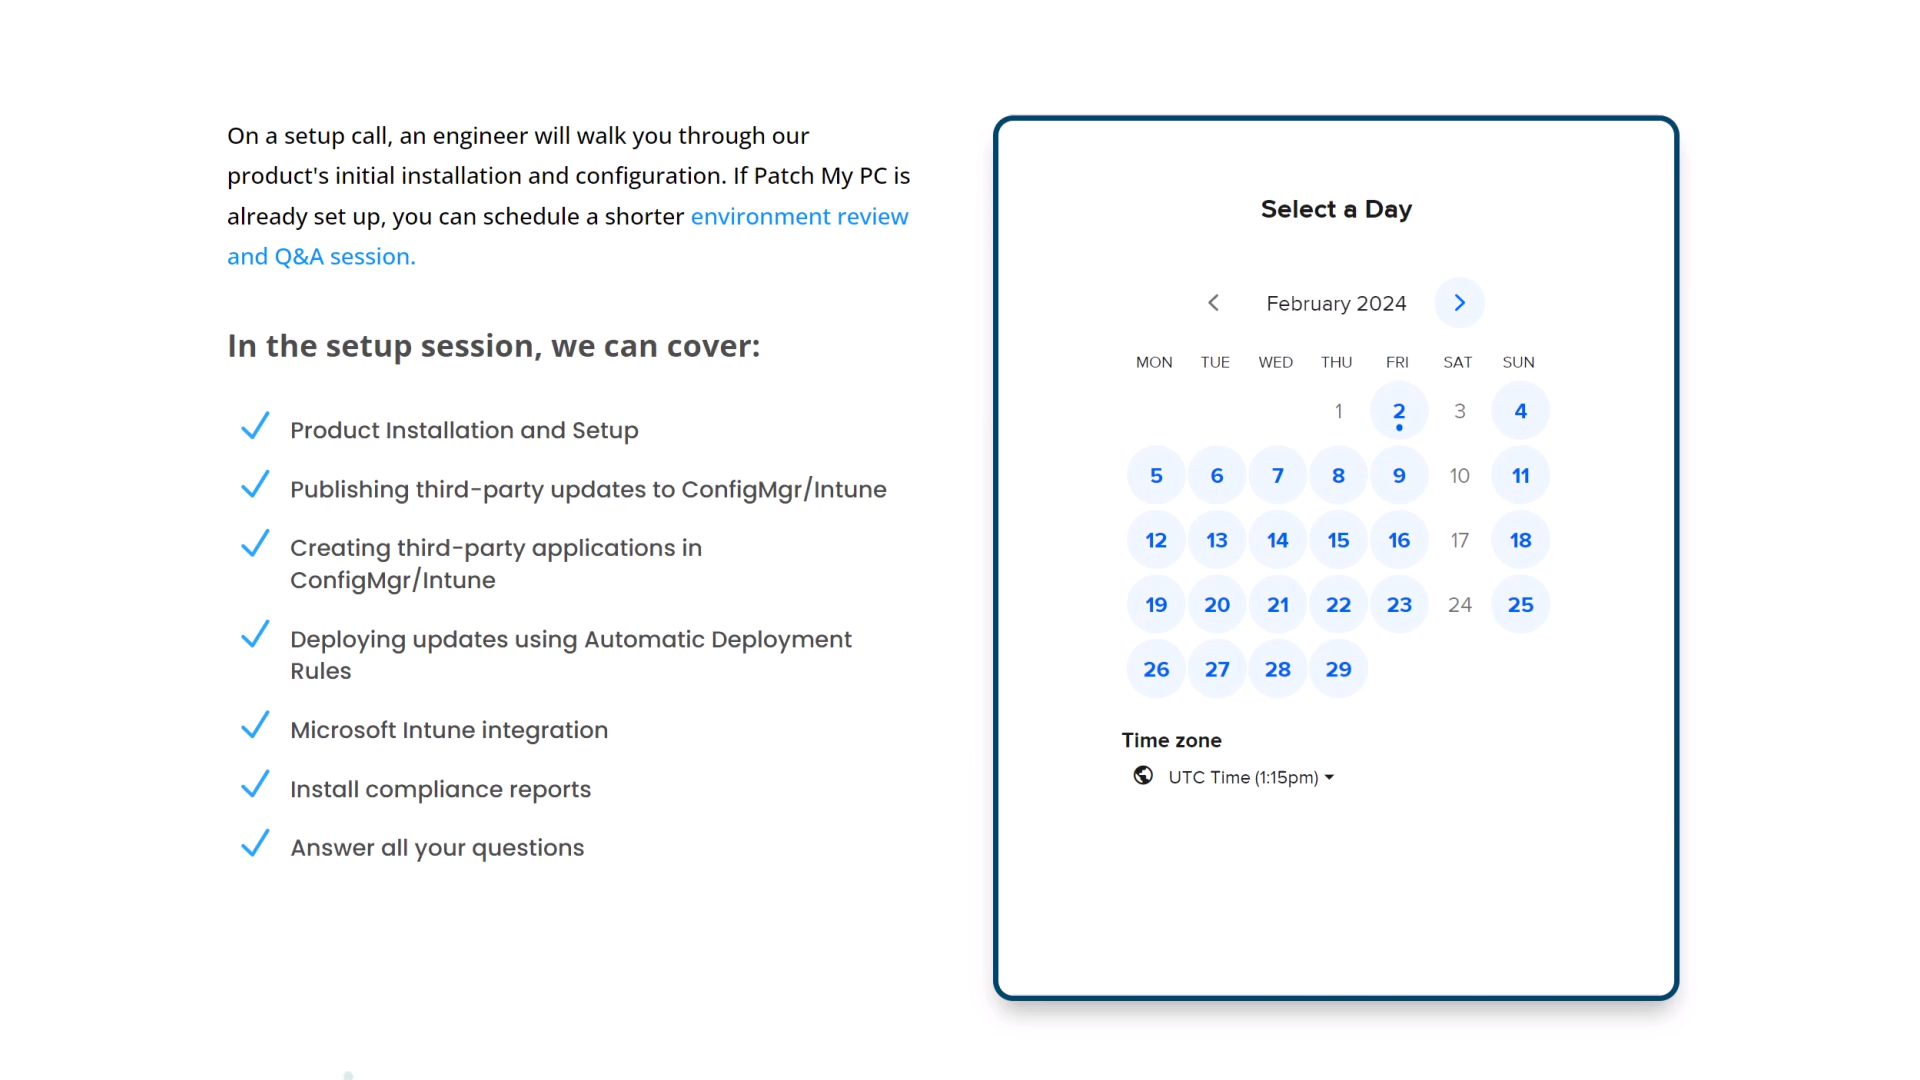 On a setup call, an engineer will walk you through our
product's initial installation and configuration. If Patch My PC is
already set up, you can schedule a shorter environment review
and Q&A session.
In the setup session, we can cover:
Product Installation and Setup
Publishing third-party updates to ConfigMgr/Intune
Creating third-party applications in
ConfigMgr/Intune
Deploying updates using Automatic Deployment
Rules
Microsoft Intune integration
Install compliance reports
Answer all your questions
Select a Day
February 2024
MON TUE WED THU FRI SAT SUN
1 2 3 4
5 6 7 8 9 10 11
12 13 14 15 16 17 18
19 20 21 22 23 24 25
26 27 28 29
Time zone
UTC Time (1:15pm)